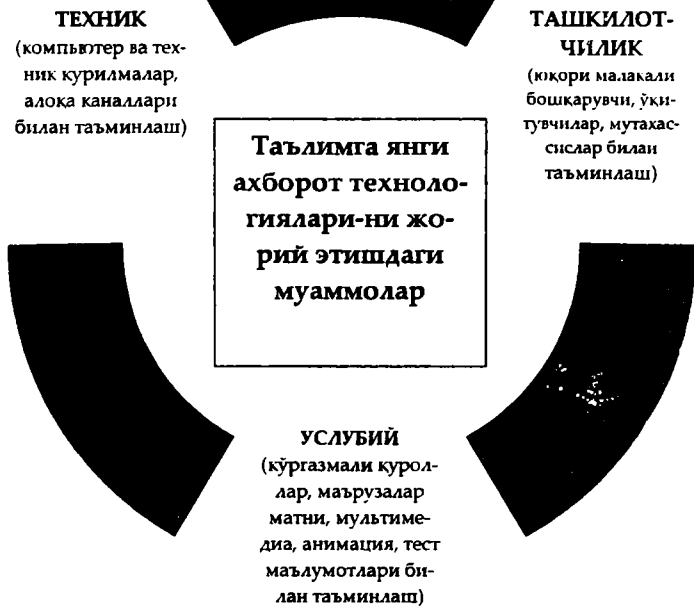 ТЕХНИК
(компьютер ва тех-
ник курилмалар,
алоқа каналлари
билан таъминлаш)
ТАШКИЛОТ-
ЧИЛИК
(юқори малакали
бошқарувчи, ўқи-
тувчилар, мутахас-
сислар билан
таъминлаш)
Таълимга янги
ахборот техноло-
гиялари-ни жо-
рий этишдаги
муаммолар
УСЛУБИЙ
(кўргазмали қурол-
лар, маърузалар
матни, мультиме-
диа, анимация, тест
маълумотлари би-
лан таъминлаш)